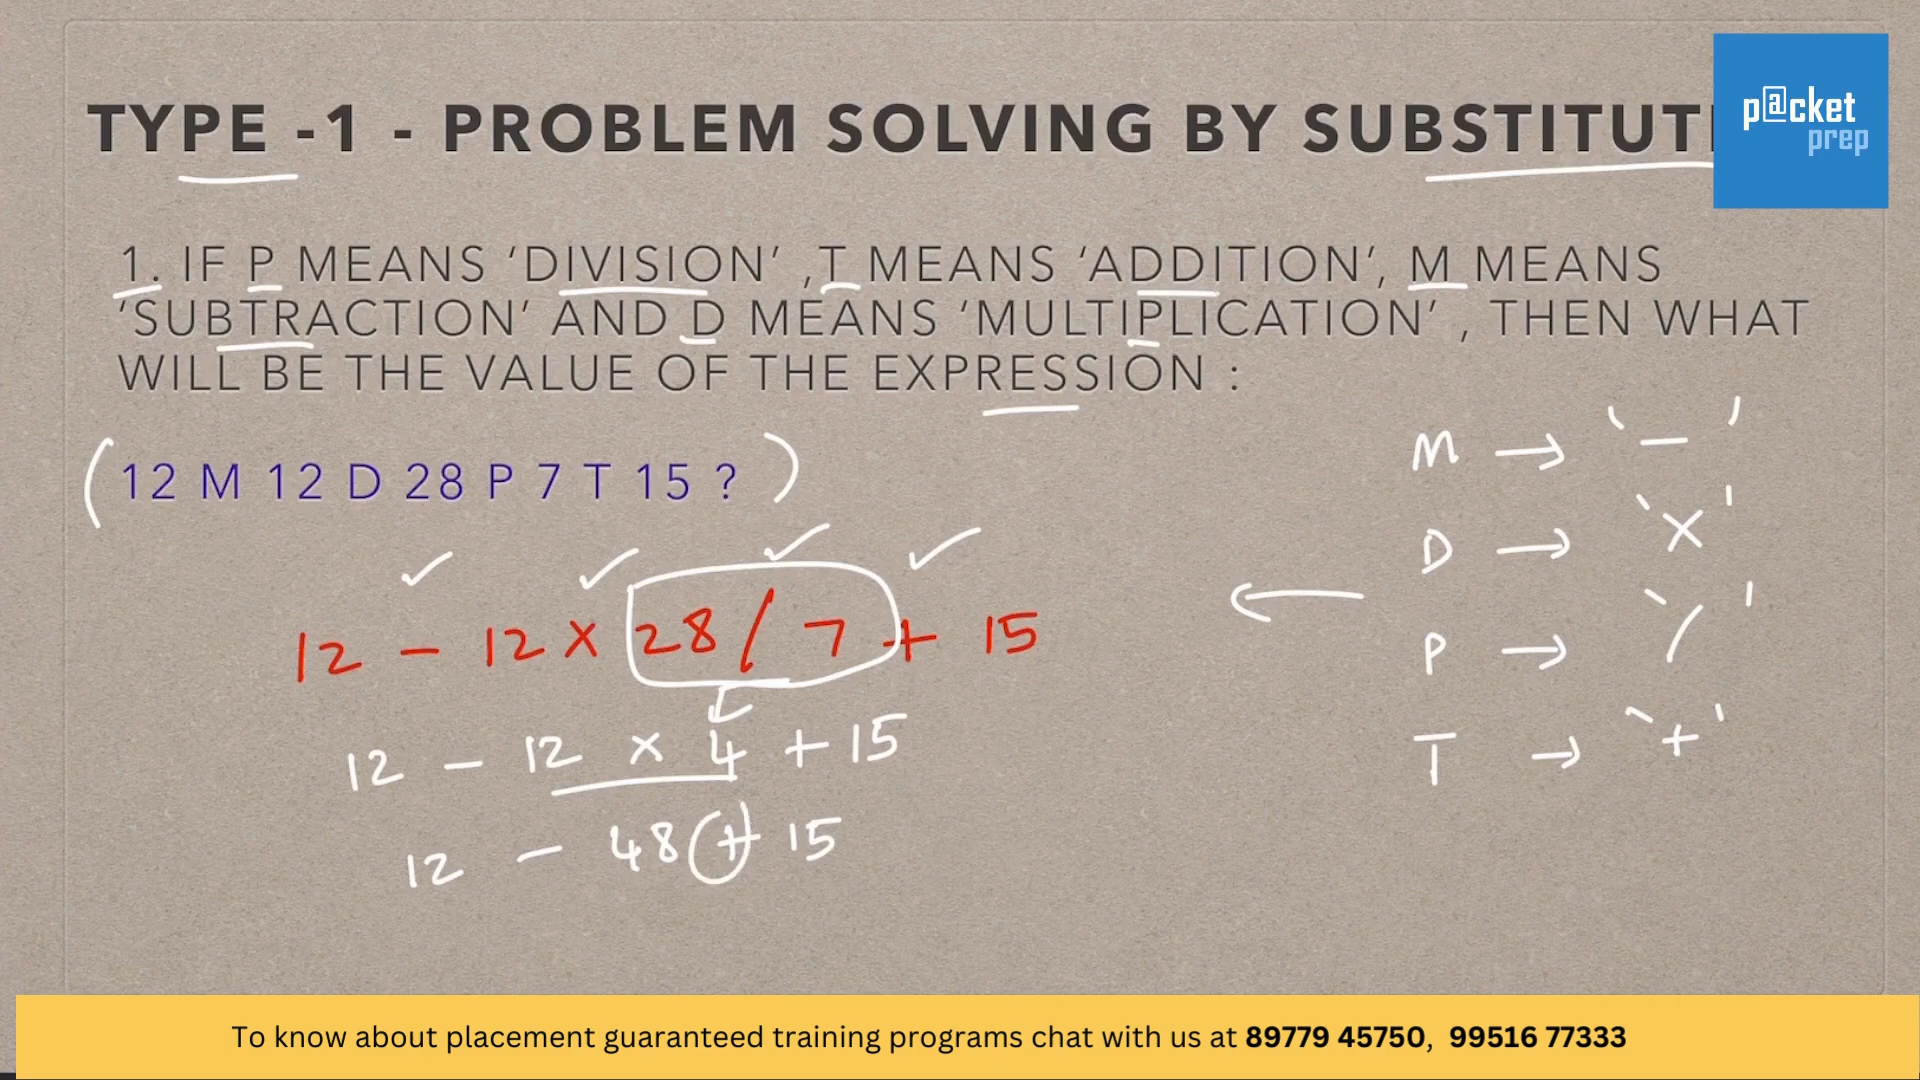 TYPE -1 - PROBLEM SOLVING BY SUBSTITUT
p@cket
prep
1. IF P MEANS ‘DIVISION’ ,T MEANS ‘ADDITION’, M MEANS
‘SUBTRACTION’ AND D MEANS ‘MULTIPLICATION’ , THEN WHAT
WILL BE THE VALUE OF THE EXPRESSION :
(12 M 12 D 28 P 7 T 15 ?)
12 - 12 × 28 / 7 + 15
12 - 12 × 4 + 15
12 - 48 + 15
M → ‘-’
D → ‘×’
P → ‘/’
T → ‘+’
To know about placement guaranteed training programs chat with us at 89779 45750, 99516 77333